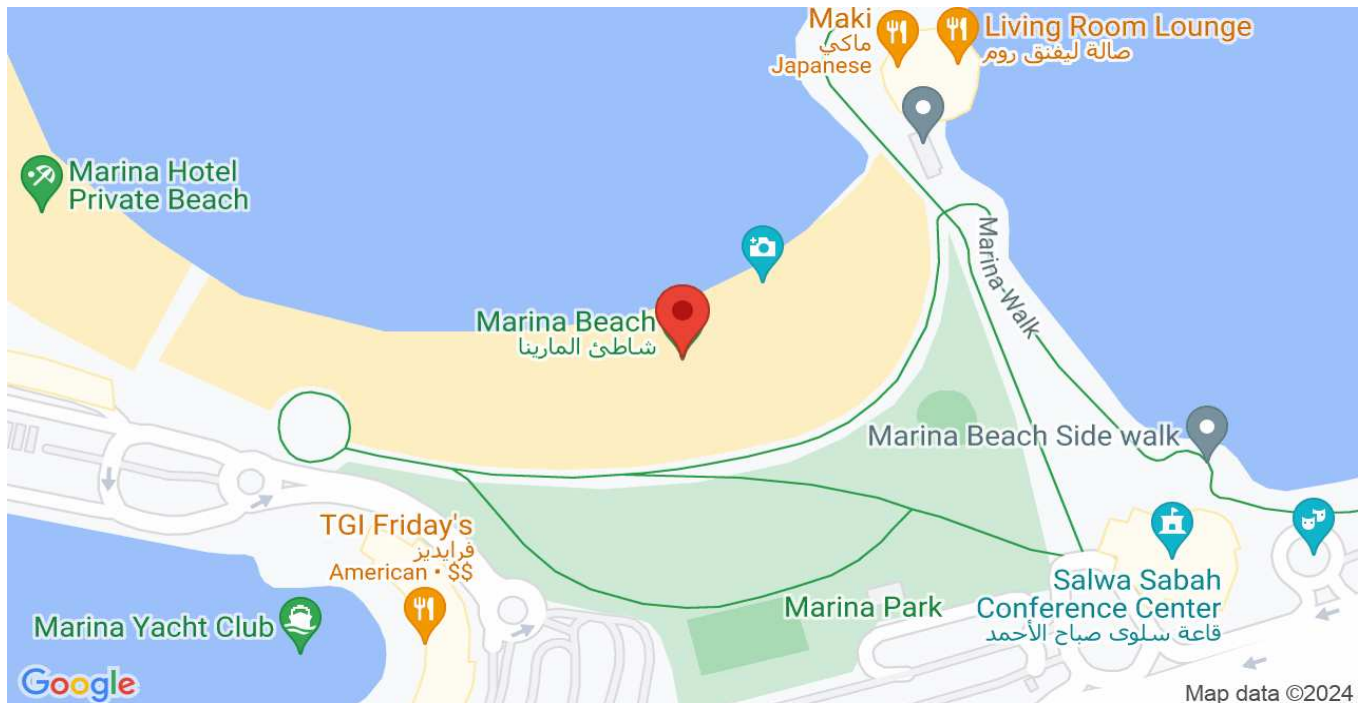 Maki
ماكي
Japanese
Living Room Lounge
صالة ليفنق روم
Marina Hotel
Private Beach
Marina-Walk
Marina Beach
شاطئ المارينا
Marina Beach Side walk
TGI Friday's
فرايديز
American • $$
Marina Yacht Club
Marina Park
Salwa Sabah
Conference Center
قاعة سلوى صباح الأحمد
Google
Map data ©2024